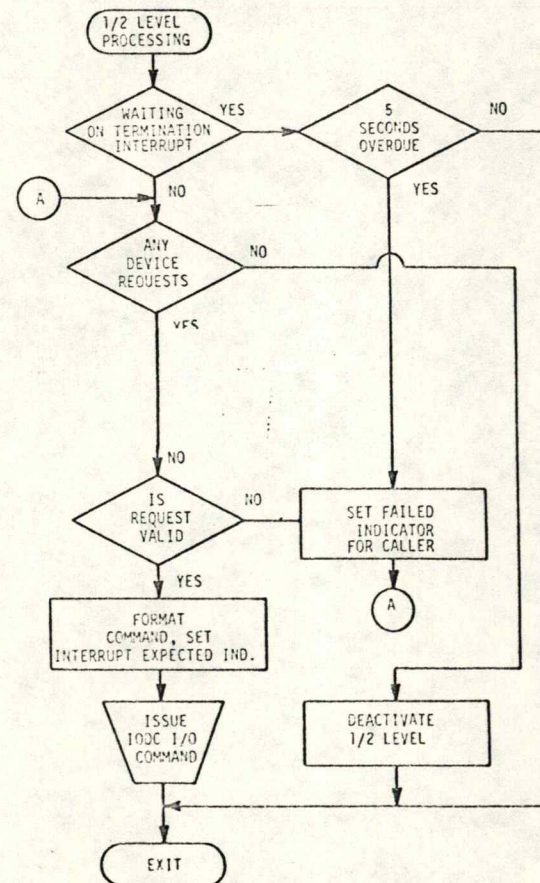 1/2 LEVEL
PROCESSING
WAITING
ON TERMINATION
INTERRUPT
YES
5
SECONDS
OVERDUE
NO
NO
YES
A
ANY
DEVICE
REQUESTS
NO
YES
NO
IS
REQUEST
VALID
NO
SET FAILED
INDICATOR
FOR CALLER
YES
A
FORMAT
COMMAND, SET
INTERRUPT EXPECTED IND.
ISSUE
IODC I/O
COMMAND
DEACTIVATE
1/2 LEVEL
EXIT